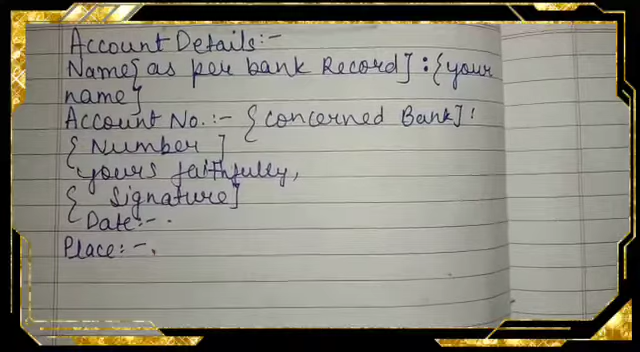 Account Details:-
Name{as per bank Record] : {your
name}
Account No.:- {concerned Bank] :
{ Number ]
yours faithfully,
{ Signature]
Date:- .
Place:- .